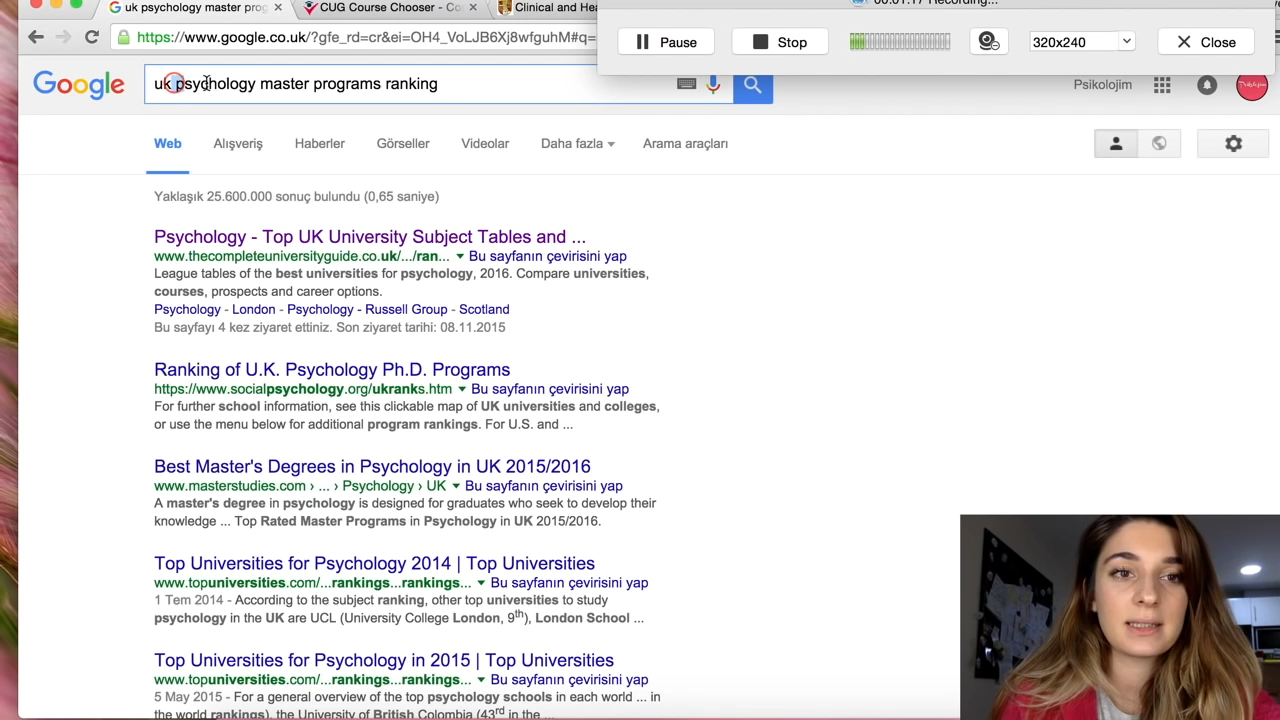 uk psychology master prog
CUG Course Chooser - Co
Clinical and Hea
Recording...
https://www.google.co.uk/?gfe_rd=cr&ei=OH4_VoLJB6Xj8wfguhM#q=
Pause
Stop
320x240
Close
Google
uk psychology master programs ranking
Psikolojim
Web
Alışveriş
Haberler
Görseller
Videolar
Daha fazla
Arama araçları
Yaklaşık 25.600.000 sonuç bulundu (0,65 saniye)
Psychology - Top UK University Subject Tables and ...
www.thecompleteuniversityguide.co.uk/.../ran... Bu sayfanın çevirisini yap
League tables of the best universities for psychology, 2016. Compare universities,
courses, prospects and career options.
Psychology - London - Psychology - Russell Group - Scotland
Bu sayfayı 4 kez ziyaret ettiniz. Son ziyaret tarihi: 08.11.2015
Ranking of U.K. Psychology Ph.D. Programs
https://www.socialpsychology.org/ukranks.htm Bu sayfanın çevirisini yap
For further school information, see this clickable map of UK universities and colleges,
or use the menu below for additional program rankings. For U.S. and ...
Best Master's Degrees in Psychology in UK 2015/2016
www.masterstudies.com › ... › Psychology › UK Bu sayfanın çevirisini yap
A master's degree in psychology is designed for graduates who seek to develop their
knowledge ... Top Rated Master Programs in Psychology in UK 2015/2016.
Top Universities for Psychology 2014 | Top Universities
www.topuniversities.com/...rankings...rankings... Bu sayfanın çevirisini yap
1 Tem 2014 - According to the subject ranking, other top universities to study
psychology in the UK are UCL (University College London, 9th), London School ...
Top Universities for Psychology in 2015 | Top Universities
www.topuniversities.com/...rankings...rankings... Bu sayfanın çevirisini yap
5 May 2015 - For a general overview of the top psychology schools in each world ... in
the world rankings), the University of British Columbia (43rd in the ...